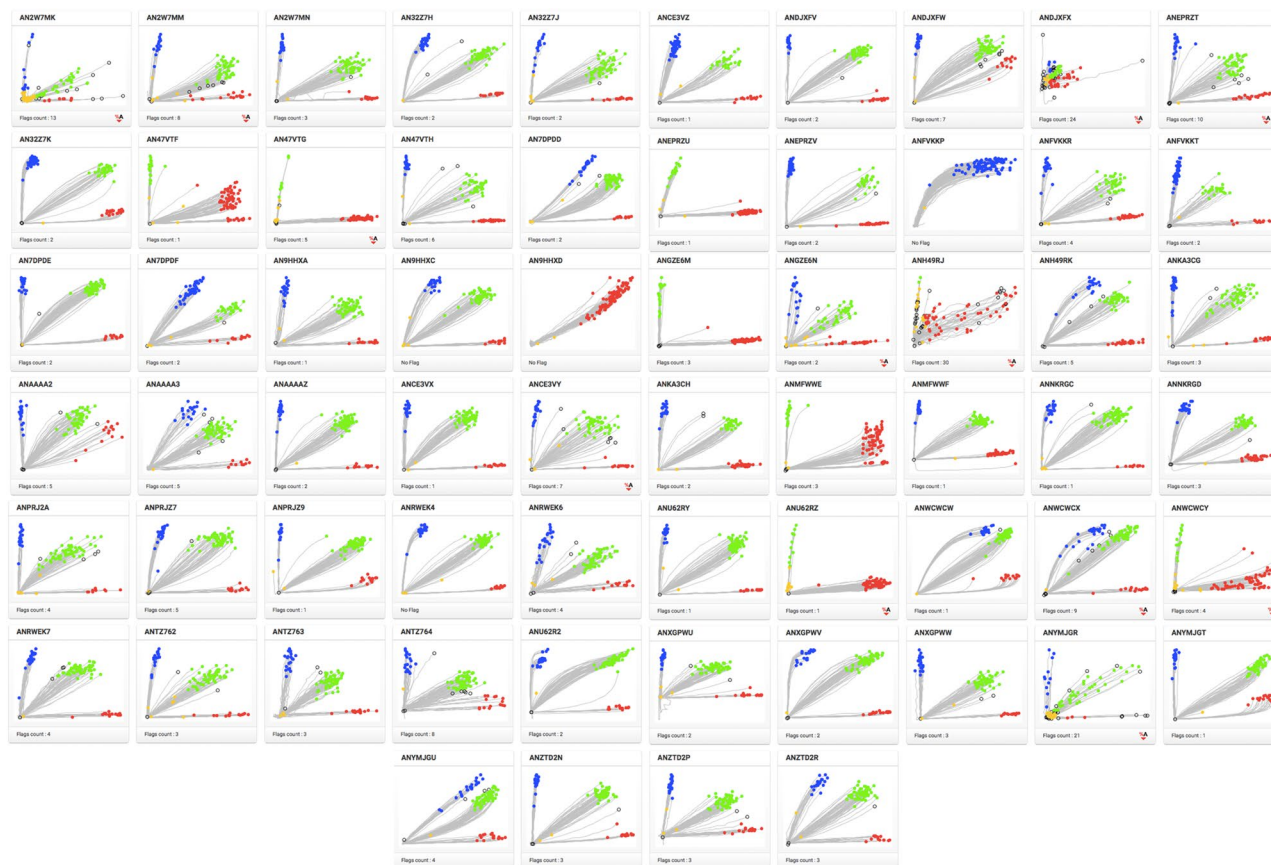 AN2W7MK AN2W7MM AN2W7MN AN32Z7H AN32Z7J ANCE3VZ ANDJXFV ANDJXFW ANDJXFX ANEPRZT
Flags count : 13 Flags count : 8 Flags count : 3 Flags count : 2 Flags count : 2 Flags count : 1 Flags count : 2 Flags count : 7 Flags count : 24 Flags count : 10
AN32Z7K AN47VTF AN47VTG AN47VTH AN7DPDD ANEPRZU ANEPRZV ANFVKKP ANFVKKR ANFVKKT
Flags count : 2 Flags count : 1 Flags count : 5 Flags count : 6 Flags count : 2 Flags count : 1 Flags count : 2 No Flag Flags count : 4 Flags count : 2
AN7DPDE AN7DPDF AN9HHXA AN9HHXC AN9HHXD ANGZE6M ANGZE6N ANH49RJ ANH49RK ANKA3CG
Flags count : 2 Flags count : 2 Flags count : 1 No Flag No Flag Flags count : 3 Flags count : 2 Flags count : 30 Flags count : 5 Flags count : 3
ANAAAA2 ANAAAA3 ANAAAAZ ANCE3VX ANCE3VY ANKA3CH ANMFWWE ANMFWWF ANNKRGC ANNKRGD
Flags count : 5 Flags count : 5 Flags count : 2 Flags count : 1 Flags count : 7 Flags count : 2 Flags count : 3 Flags count : 1 Flags count : 1 Flags count : 3
ANPRJ2A ANPRJZ7 ANPRJZ9 ANRWEK4 ANRWEK6 ANU62RY ANU62RZ ANWCWCW ANWCWCX ANWCWCY
Flags count : 4 Flags count : 5 Flags count : 1 No Flag Flags count : 4 Flags count : 1 Flags count : 1 Flags count : 1 Flags count : 9 Flags count : 4
ANRWEK7 ANTZ762 ANTZ763 ANTZ764 ANU62R2 ANXGPWU ANXGPWV ANXGPWW ANYMJGR ANYMJGT
Flags count : 4 Flags count : 3 Flags count : 3 Flags count : 8 Flags count : 2 Flags count : 2 Flags count : 2 Flags count : 3 Flags count : 21 Flags count : 1
ANYMJGU ANZTD2N ANZTD2P ANZTD2R
Flags count : 4 Flags count : 3 Flags count : 3 Flags count : 3